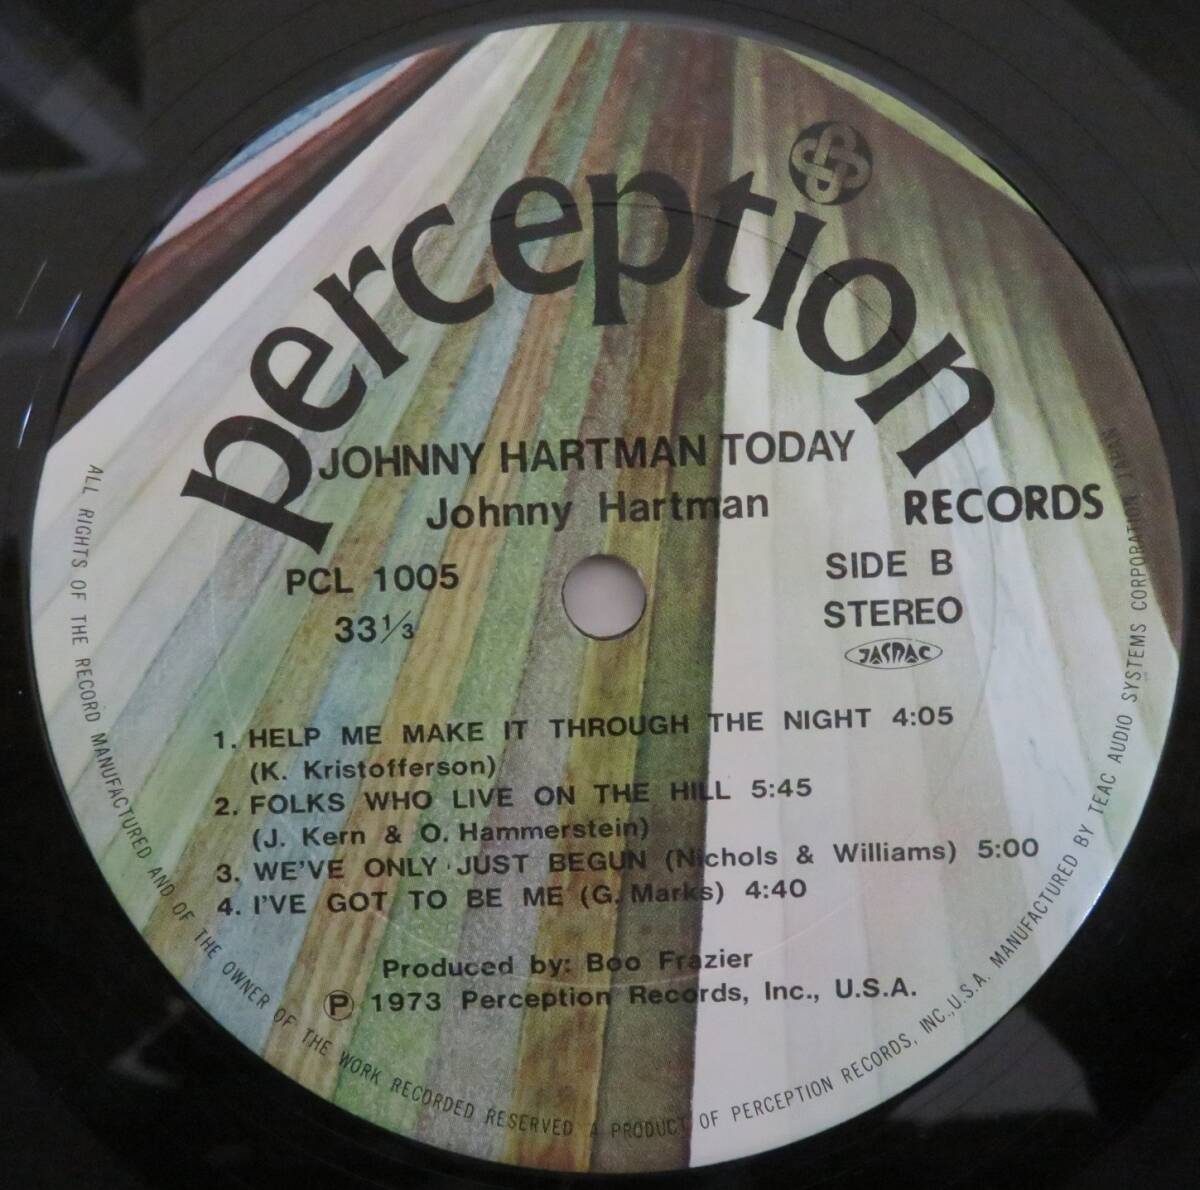 perception
RECORDS
JOHNNY HARTMAN TODAY
Johnny Hartman
PCL 1005
33 1/3
SIDE B
STEREO
JASRAC
1. HELP ME MAKE IT THROUGH THE NIGHT 4:05
(K. Kristofferson)
2. FOLKS WHO LIVE ON THE HILL 5:45
(J. Kern & O. Hammerstein)
3. WE'VE ONLY JUST BEGUN (Nichols & Williams) 5:00
4. I'VE GOT TO BE ME (G. Marks) 4:40
Produced by: Boo Frazier
℗ 1973 Perception Records, Inc., U.S.A.
ALL RIGHTS OF THE RECORD MANUFACTURED AND OF THE OWNER OF THE WORK RECORDED RESERVED A PRODUCT OF PERCEPTION RECORDS, INC., U.S.A. MANUFACTURED BY TEAC AUDIO SYSTEMS CORPORATION, JAPAN